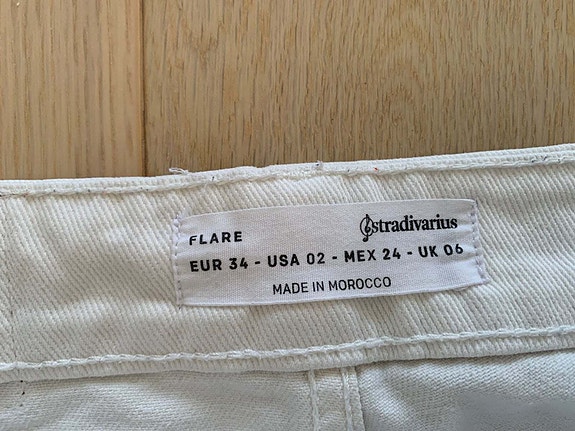 FLARE stradivarius
EUR 34 - USA 02 - MEX 24 - UK 06
MADE IN MOROCCO